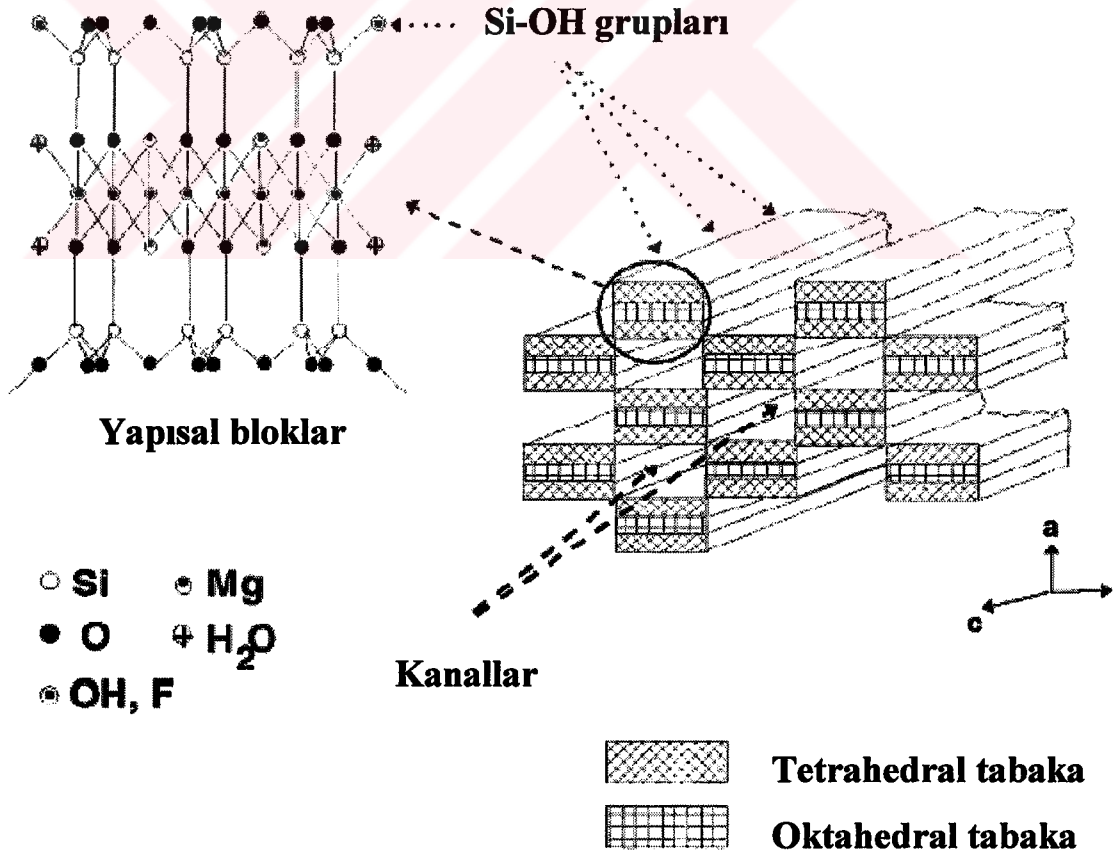 Si-OH grupları
Yapısal bloklar
Si Mg
O H₂O
OH, F
Kanallar
a
c
Tetrahedral tabaka
Oktahedral tabaka